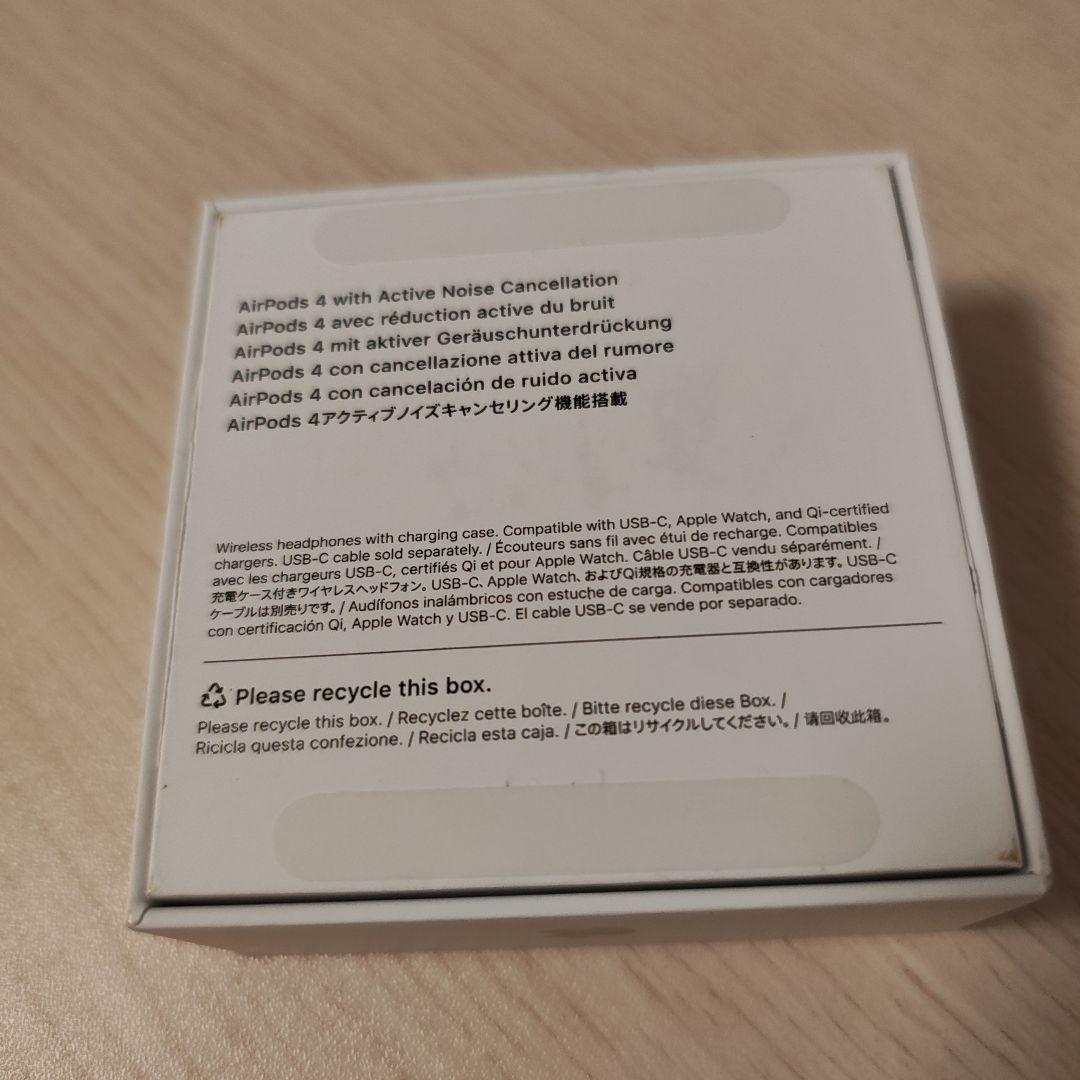 AirPods 4 with Active Noise Cancellation
AirPods 4 avec réduction active du bruit
AirPods 4 mit aktiver Geräuschunterdrückung
AirPods 4 con cancellazione attiva del rumore
AirPods 4 con cancelación de ruido activa
AirPods 4アクティブノイズキャンセリング機能搭載
Wireless headphones with charging case. Compatible with USB-C, Apple Watch, and Qi-certified
chargers. USB-C cable sold separately. / Écouteurs sans fil avec étui de recharge. Compatibles
avec les chargeurs USB-C, certifiés Qi et pour Apple Watch. Câble USB-C vendu séparément. /
充電ケース付きワイヤレスヘッドフォン。USB-C、Apple Watch、およびQi規格の充電器と互換性があります。USB-C
ケーブルは別売りです。/ Audífonos inalámbricos con estuche de carga. Compatibles con cargadores
con certificación Qi, Apple Watch y USB-C. El cable USB-C se vende por separado.
Please recycle this box.
Please recycle this box. / Recyclez cette boîte. / Bitte recycle diese Box. /
Ricicla questa confezione. / Recicla esta caja. / この箱はリサイクルしてください。/ 请回收此箱。